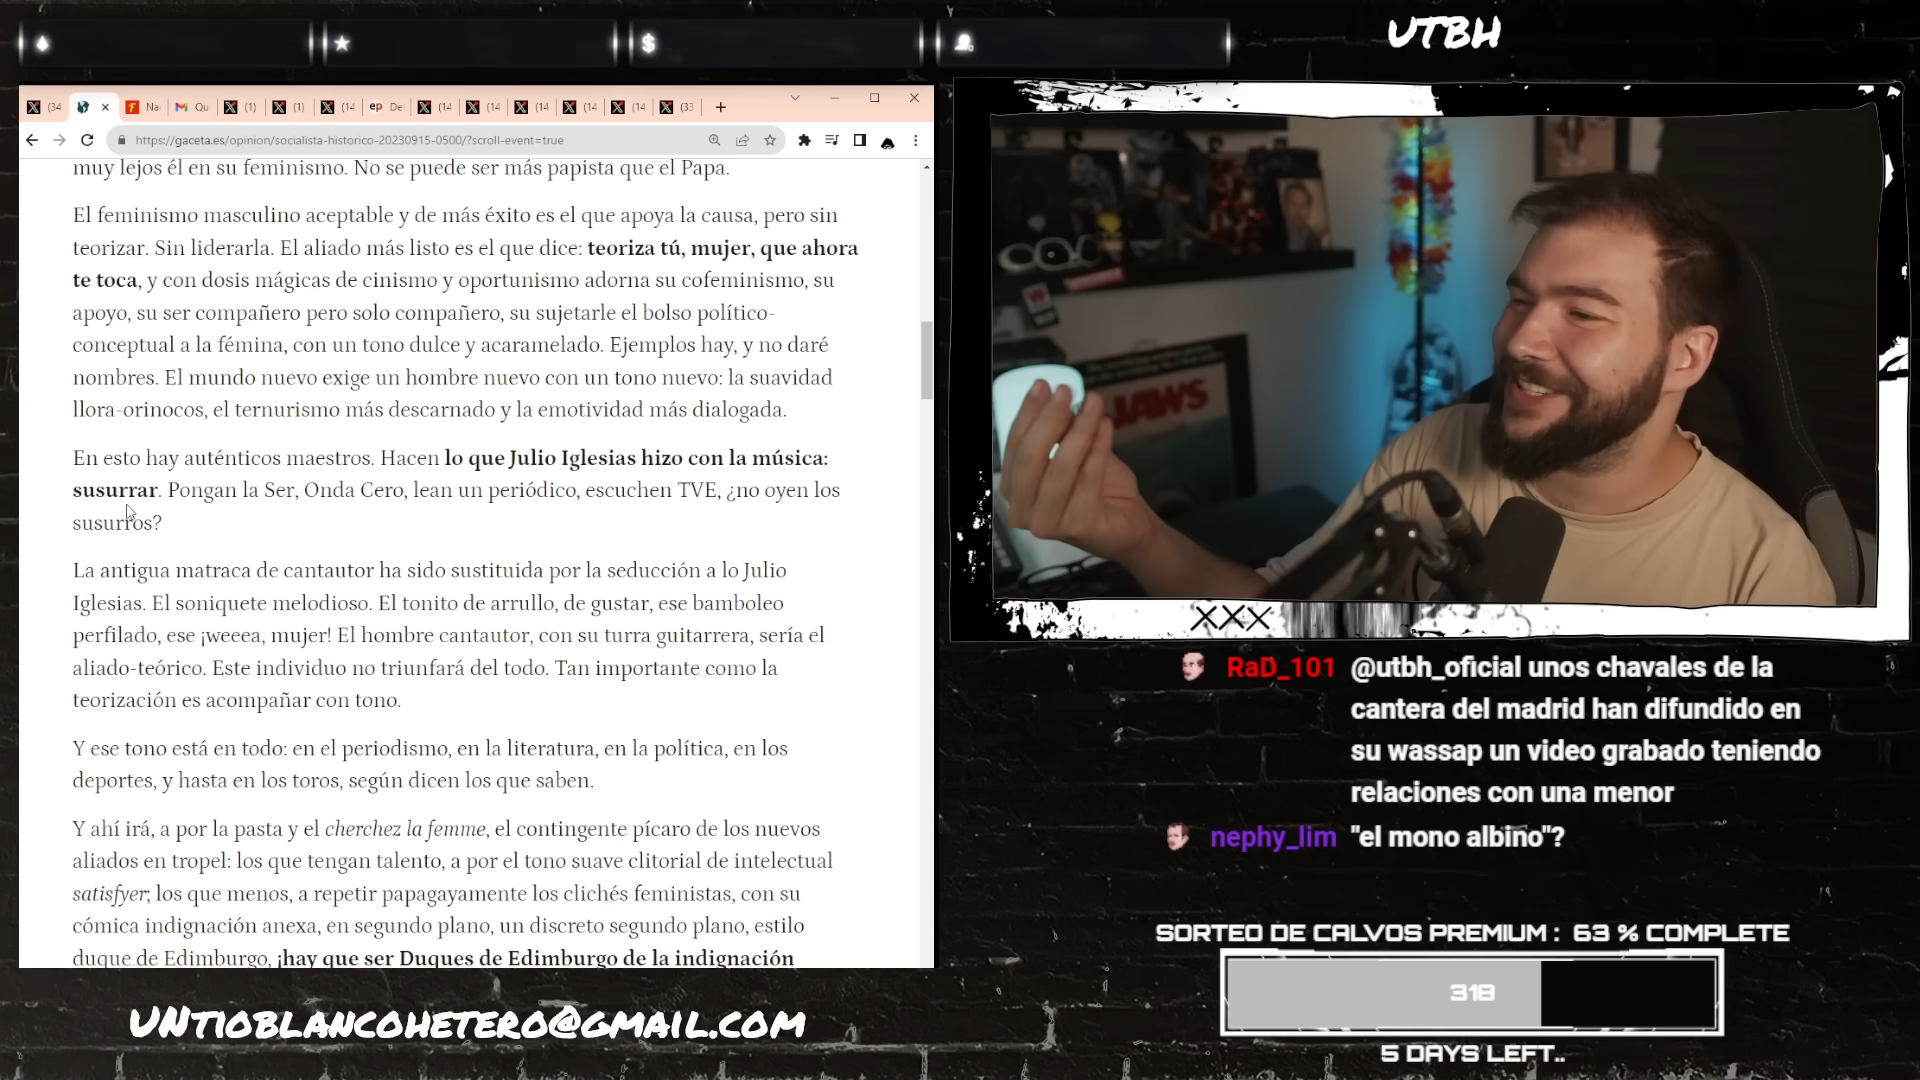 UTBH
(34
Na
Qu
(1)
(1)
(14
ep De
(14
(14
(14
(14
(14
(33
https://gaceta.es/opinion/socialista-historico-20230915-0500/?scroll-event=true
muy lejos él en su feminismo. No se puede ser más papista que el Papa.
El feminismo masculino aceptable y de más éxito es el que apoya la causa, pero sin
teorizar. Sin liderarla. El aliado más listo es el que dice: teoriza tú, mujer, que ahora
te toca, y con dosis mágicas de cinismo y oportunismo adorna su cofeminismo, su
apoyo, su ser compañero pero solo compañero, su sujetarle el bolso político-
conceptual a la fémina, con un tono dulce y acaramelado. Ejemplos hay, y no daré
nombres. El mundo nuevo exige un hombre nuevo con un tono nuevo: la suavidad
llora-orinocos, el ternurismo más descarnado y la emotividad más dialogada.
En esto hay auténticos maestros. Hacen lo que Julio Iglesias hizo con la música:
susurrar. Pongan la Ser, Onda Cero, lean un periódico, escuchen TVE, ¿no oyen los
susurros?
La antigua matraca de cantautor ha sido sustituida por la seducción a lo Julio
Iglesias. El soniquete melodioso. El tonito de arrullo, de gustar, ese bamboleo
perfilado, ese ¡weeea, mujer! El hombre cantautor, con su turra guitarrera, sería el
aliado-teórico. Este individuo no triunfará del todo. Tan importante como la
teorización es acompañar con tono.
Y ese tono está en todo: en el periodismo, en la literatura, en la política, en los
deportes, y hasta en los toros, según dicen los que saben.
Y ahí irá, a por la pasta y el cherchez la femme, el contingente pícaro de los nuevos
aliados en tropel: los que tengan talento, a por el tono suave clitorial de intelectual
satisfyer; los que menos, a repetir papagayamente los clichés feministas, con su
cómica indignación anexa, en segundo plano, un discreto segundo plano, estilo
duque de Edimburgo, ¡hay que ser Duques de Edimburgo de la indignación
JAWS
XXX
RaD_101 @utbh_oficial unos chavales de la
cantera del madrid han difundido en
su wassap un video grabado teniendo
relaciones con una menor
nephy_lim "el mono albino"?
SORTEO DE CALVOS PREMIUM : 63 % COMPLETE
318
5 DAYS LEFT..
UNTIOBLANCOHETERO@GMAIL.COM